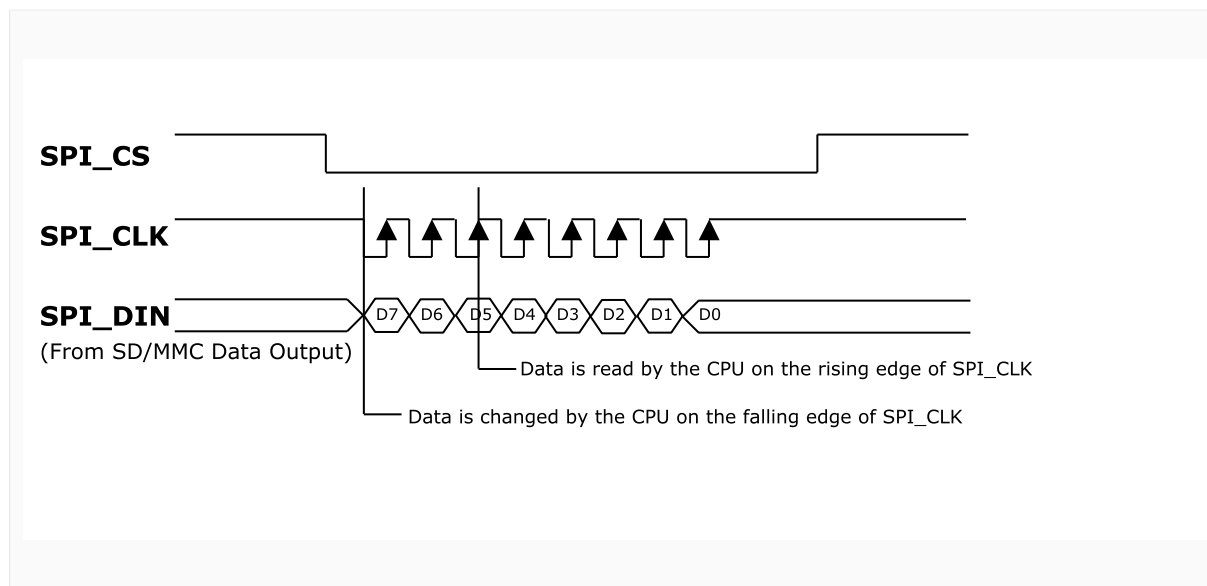 SPI_CS
SPI_CLK
SPI_DIN
D7 D6 D5 D4 D3 D2 D1 D0
(From SD/MMC Data Output)
Data is read by the CPU on the rising edge of SPI_CLK
Data is changed by the CPU on the falling edge of SPI_CLK